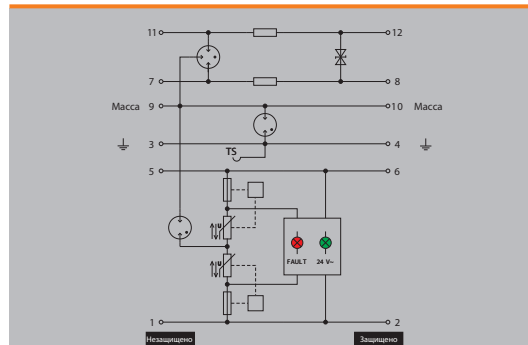 11 12
7 8
Масса 9 10 Масса
3 4
TS
5 6
U
U
FAULT 24 V~
1 2
Незащищено Защищено